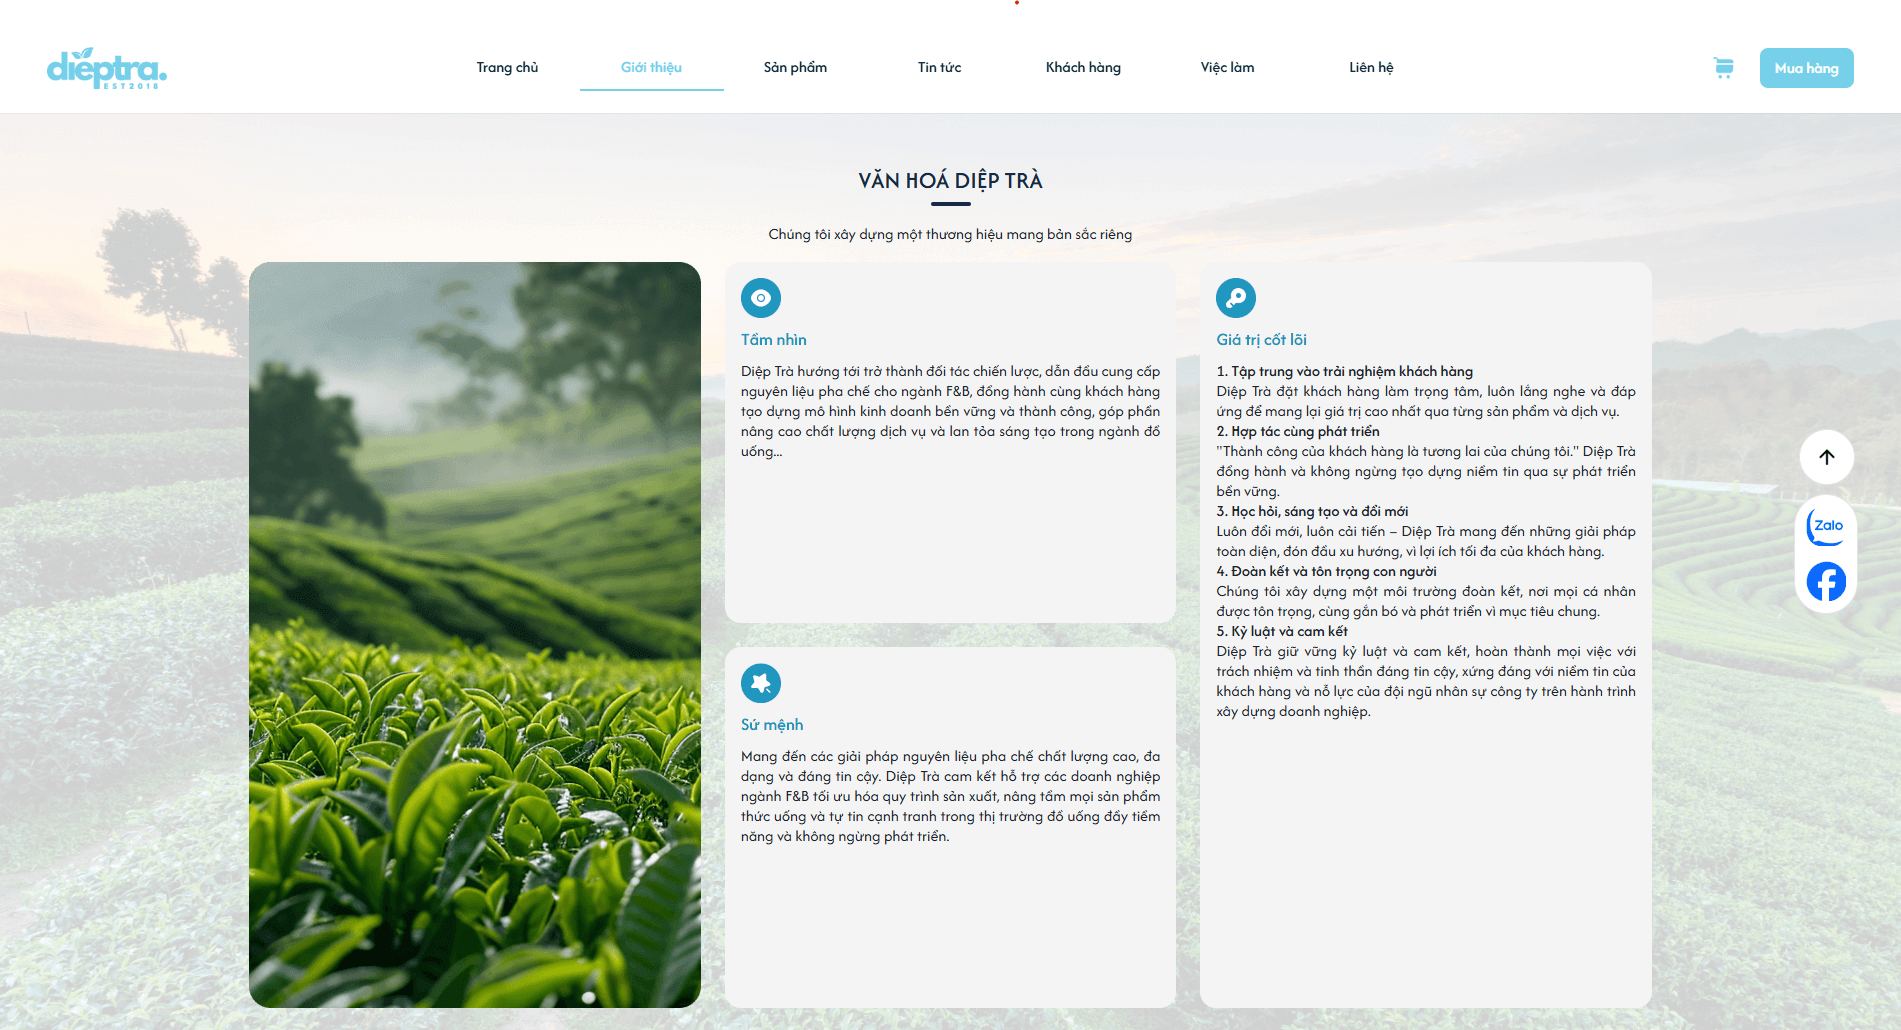 dieptra.
EST2018
Trang chủ
Giới thiệu
Sản phẩm
Tin tức
Khách hàng
Việc làm
Liên hệ
Mua hàng
VĂN HOÁ DIỆP TRÀ
Chúng tôi xây dựng một thương hiệu mang bản sắc riêng
Tầm nhìn
Diệp Trà hướng tới trở thành đối tác chiến lược, dẫn đầu cung cấp
nguyên liệu pha chế cho ngành F&B, đồng hành cùng khách hàng
tạo dựng mô hình kinh doanh bền vững và thành công, góp phần
nâng cao chất lượng dịch vụ và lan tỏa sáng tạo trong ngành đồ
uống...
Sứ mệnh
Mang đến các giải pháp nguyên liệu pha chế chất lượng cao, đa
dạng và đáng tin cậy. Diệp Trà cam kết hỗ trợ các doanh nghiệp
ngành F&B tối ưu hóa quy trình sản xuất, nâng tầm mọi sản phẩm
thức uống và tự tin cạnh tranh trong thị trường đồ uống đầy tiềm
năng và không ngừng phát triển.
Giá trị cốt lõi
1. Tập trung vào trải nghiệm khách hàng
Diệp Trà đặt khách hàng làm trọng tâm, luôn lắng nghe và đáp
ứng để mang lại giá trị cao nhất qua từng sản phẩm và dịch vụ.
2. Hợp tác cùng phát triển
"Thành công của khách hàng là tương lai của chúng tôi." Diệp Trà
đồng hành và không ngừng tạo dựng niềm tin qua sự phát triển
bền vững.
3. Học hỏi, sáng tạo và đổi mới
Luôn đổi mới, luôn cải tiến – Diệp Trà mang đến những giải pháp
toàn diện, đón đầu xu hướng, vì lợi ích tối đa của khách hàng.
4. Đoàn kết và tôn trọng con người
Chúng tôi xây dựng một môi trường đoàn kết, nơi mọi cá nhân
được tôn trọng, cùng gắn bó và phát triển vì mục tiêu chung.
5. Kỷ luật và cam kết
Diệp Trà giữ vững kỷ luật và cam kết, hoàn thành mọi việc với
trách nhiệm và tinh thần đáng tin cậy, xứng đáng với niềm tin của
khách hàng và nỗ lực của đội ngũ nhân sự công ty trên hành trình
xây dựng doanh nghiệp.
Zalo